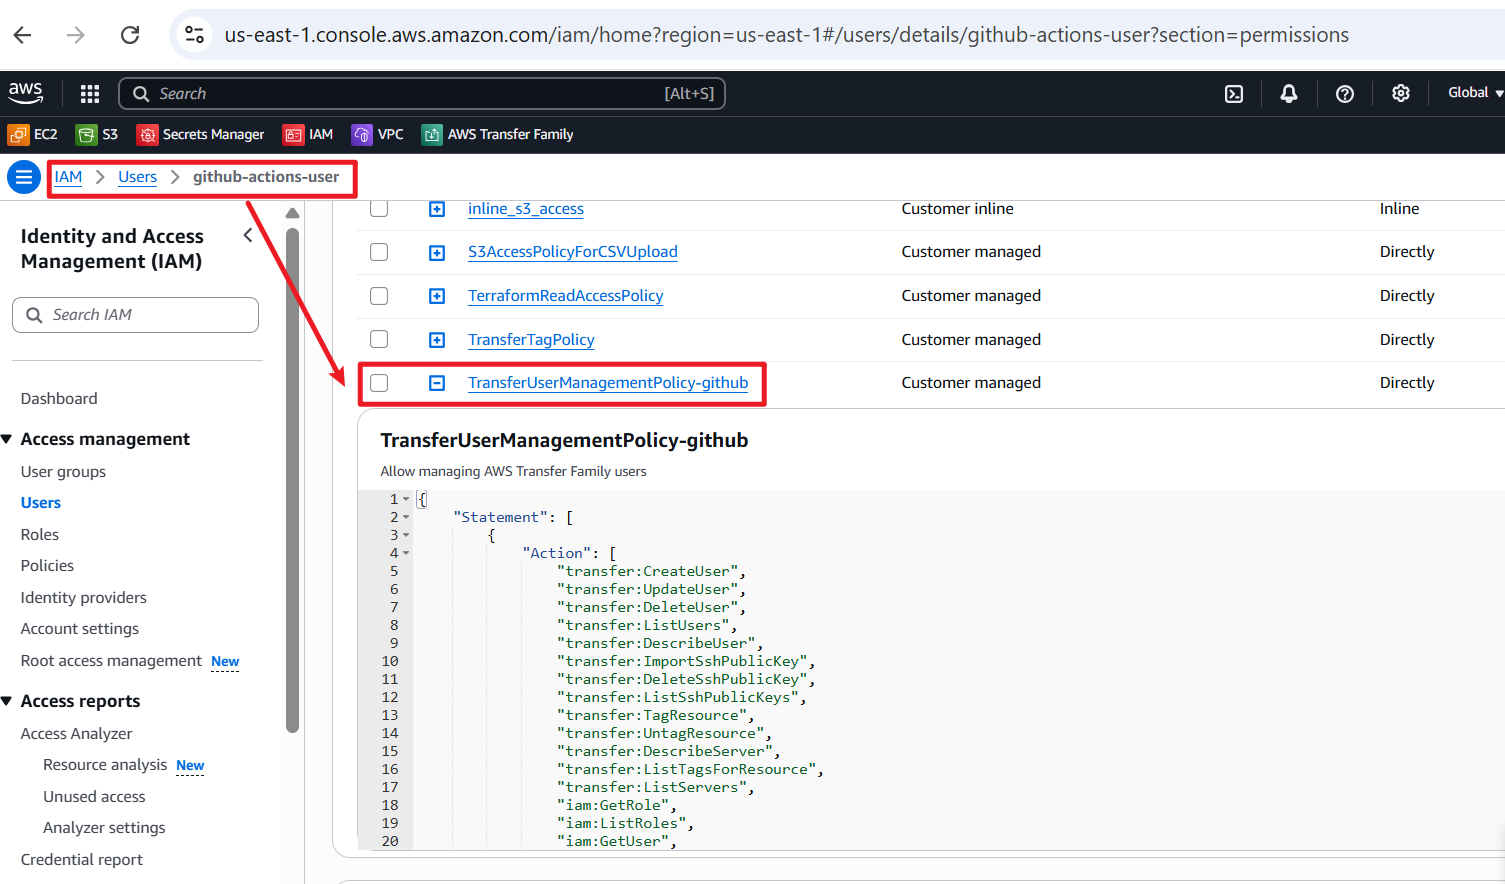 us-east-1.console.aws.amazon.com/iam/home?region=us-east-1#/users/details/github-actions-user?section=permissions
aws
Search [Alt+S]
Global
EC2 S3 Secrets Manager IAM VPC AWS Transfer Family
IAM > Users > github-actions-user
Identity and Access Management (IAM)
Search IAM
Dashboard
Access management
User groups
Users
Roles
Policies
Identity providers
Account settings
Root access management New
Access reports
Access Analyzer
Resource analysis New
Unused access
Analyzer settings
Credential report
inline_s3_access Customer inline Inline
S3AccessPolicyForCSVUpload Customer managed Directly
TerraformReadAccessPolicy Customer managed Directly
TransferTagPolicy Customer managed Directly
TransferUserManagementPolicy-github Customer managed Directly
TransferUserManagementPolicy-github
Allow managing AWS Transfer Family users
1 {
2 "Statement": [
3 {
4 "Action": [
5 "transfer:CreateUser",
6 "transfer:UpdateUser",
7 "transfer:DeleteUser",
8 "transfer:ListUsers",
9 "transfer:DescribeUser",
10 "transfer:ImportSshPublicKey",
11 "transfer:DeleteSshPublicKey",
12 "transfer:ListSshPublicKeys",
13 "transfer:TagResource",
14 "transfer:UntagResource",
15 "transfer:DescribeServer",
16 "transfer:ListTagsForResource",
17 "transfer:ListServers",
18 "iam:GetRole",
19 "iam:ListRoles",
20 "iam:GetUser",